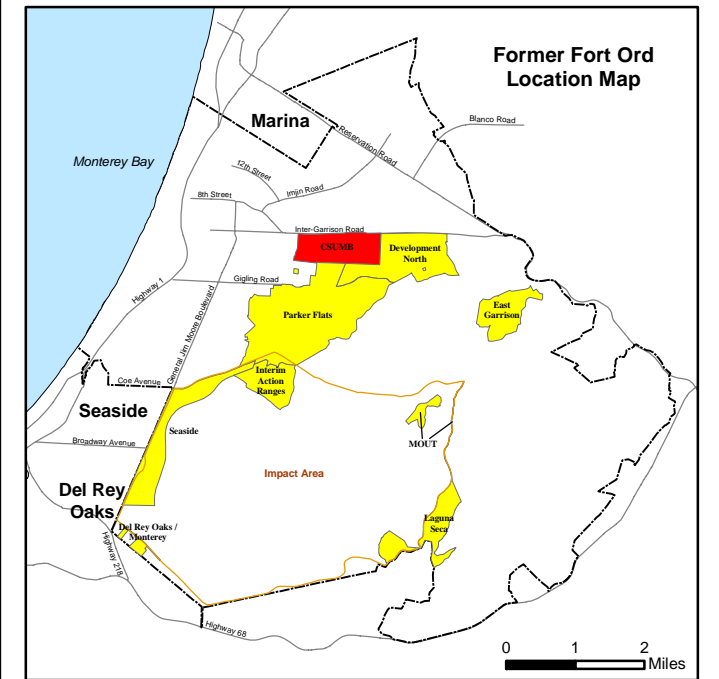 Former Fort Ord
Location Map
Marina
Blanco Road
Reservation Road
Monterey Bay
12th Street
Imjin Road
8th Street
Inter-Garrison Road
CSUMB
Development
North
Gigling Road
Highway 1
General Jim Moore Boulevard
East
Garrison
Parker Flats
Interim
Action
Ranges
Coe Avenue
Seaside
Seaside
Broadway Avenue
MOUT
Impact Area
Del Rey
Oaks
Laguna
Seca
Del Rey Oaks /
Monterey
Highway 218
Highway 68
0 1 2
Miles